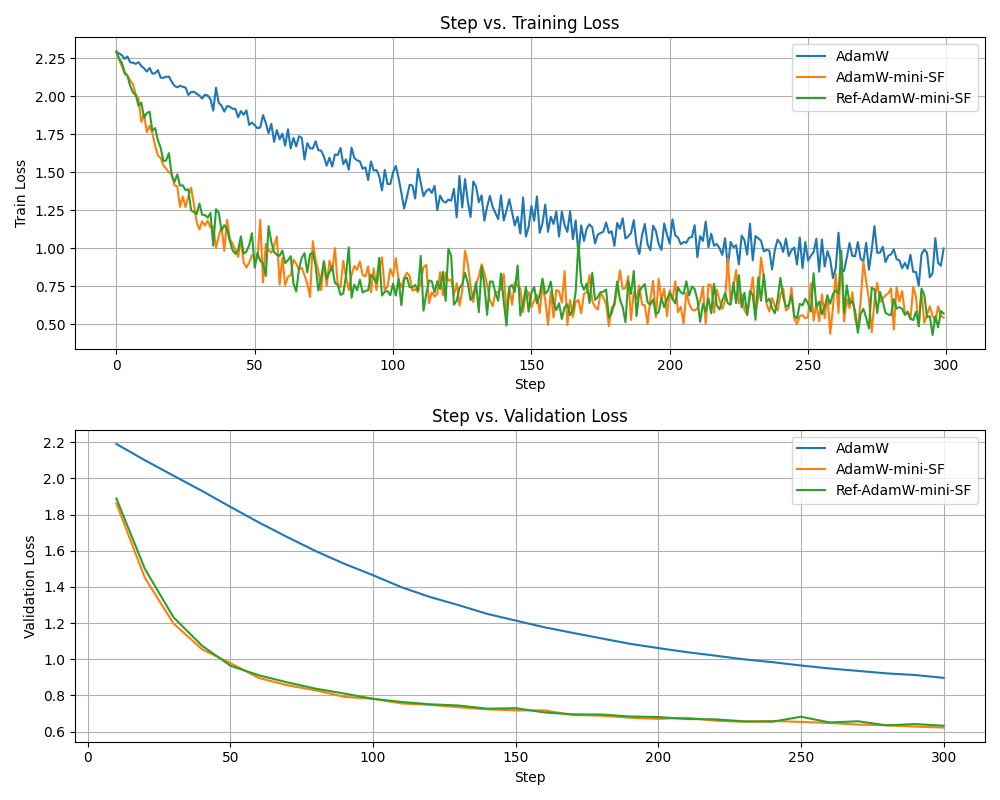 Step vs. Training Loss
Train Loss
2.25
2.00
1.75
1.50
1.25
1.00
0.75
0.50
AdamW
AdamW-mini-SF
Ref-AdamW-mini-SF
0 50 100 150 200 250 300
Step
Step vs. Validation Loss
Validation Loss
2.2
2.0
1.8
1.6
1.4
1.2
1.0
0.8
0.6
AdamW
AdamW-mini-SF
Ref-AdamW-mini-SF
0 50 100 150 200 250 300
Step